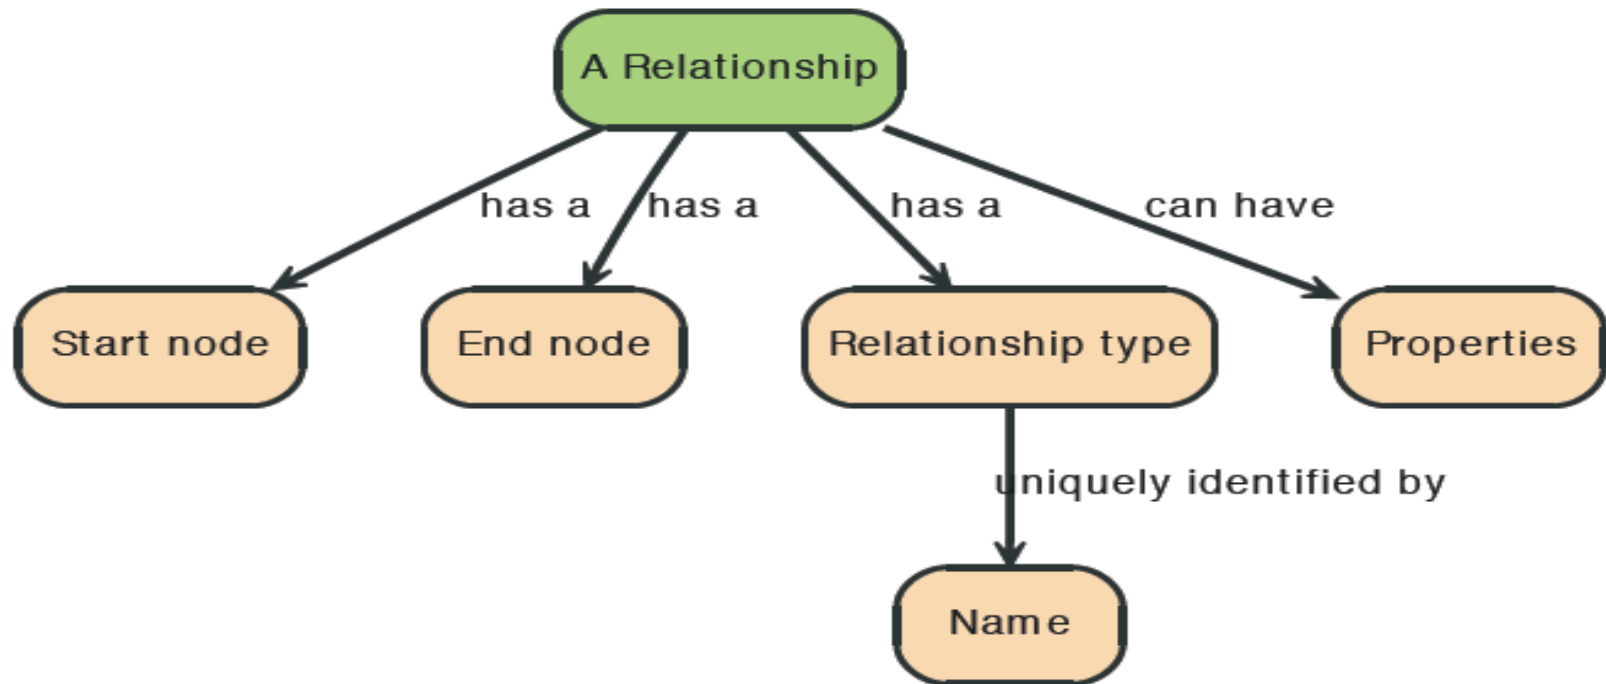 A Relationship
has a
has a
has a
can have
Start node
End node
Relationship type
Properties
uniquely identified by
Name